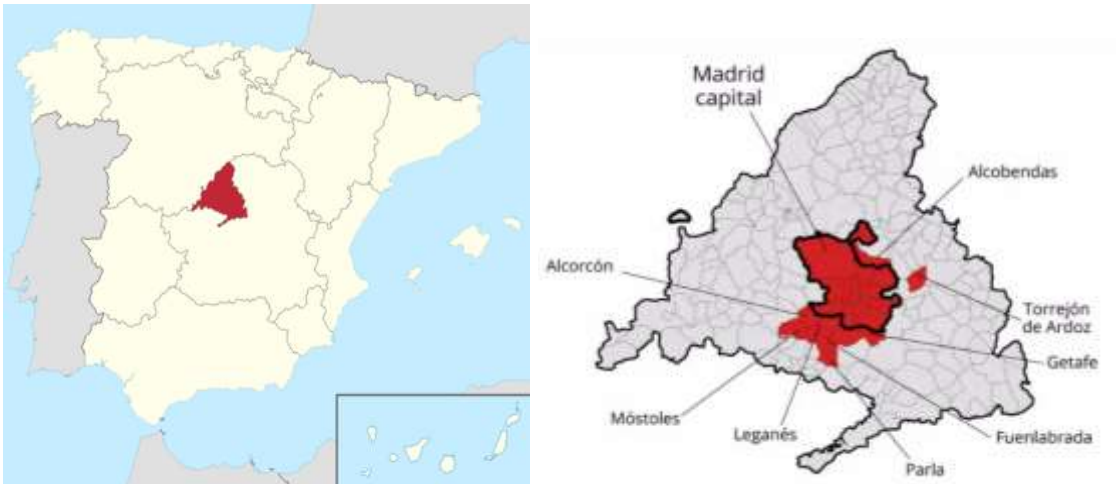 Madrid
capital
Alcobendas
Alcorcón
Torrejón
de Ardoz
Getafe
Móstoles
Leganés
Fuenlabrada
Parla